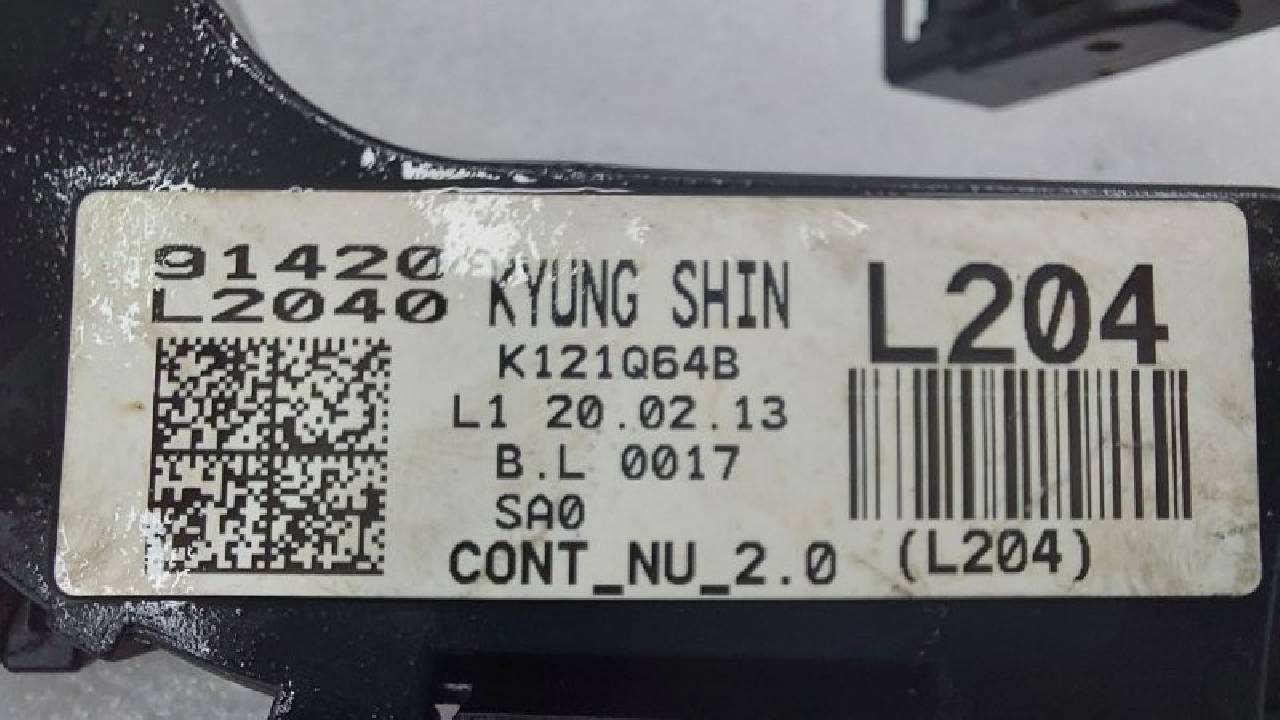 91420
L2040
KYUNG SHIN
K121Q64B
L1 20.02.13
B.L 0017
SA0
CONT_NU_2.0
L204
(L204)